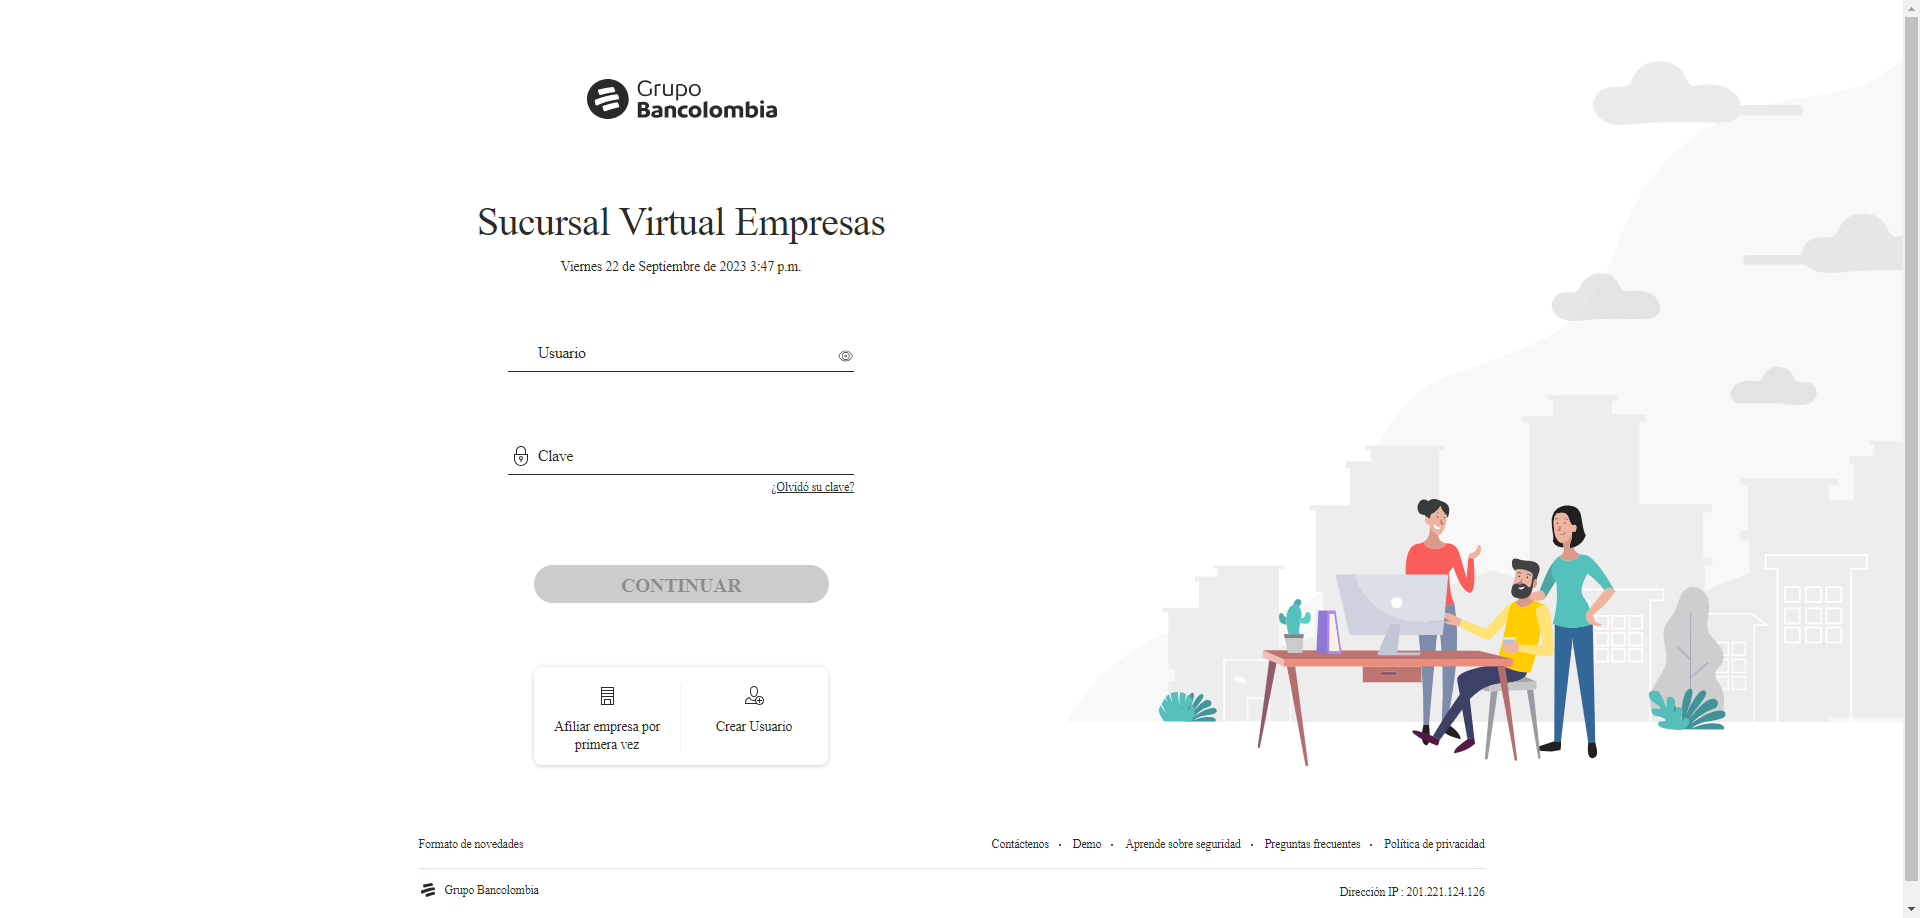 Grupo
Bancolombia
Sucursal Virtual Empresas
Viernes 22 de Septiembre de 2023 3:47 p.m.
Usuario
Clave
¿Olvidó su clave?
CONTINUAR
Afiliar empresa por
primera vez
Crear Usuario
Formato de novedades
Contáctenos · Demo · Aprende sobre seguridad · Preguntas frecuentes · Política de privacidad
Grupo Bancolombia
Dirección IP : 201.221.124.126